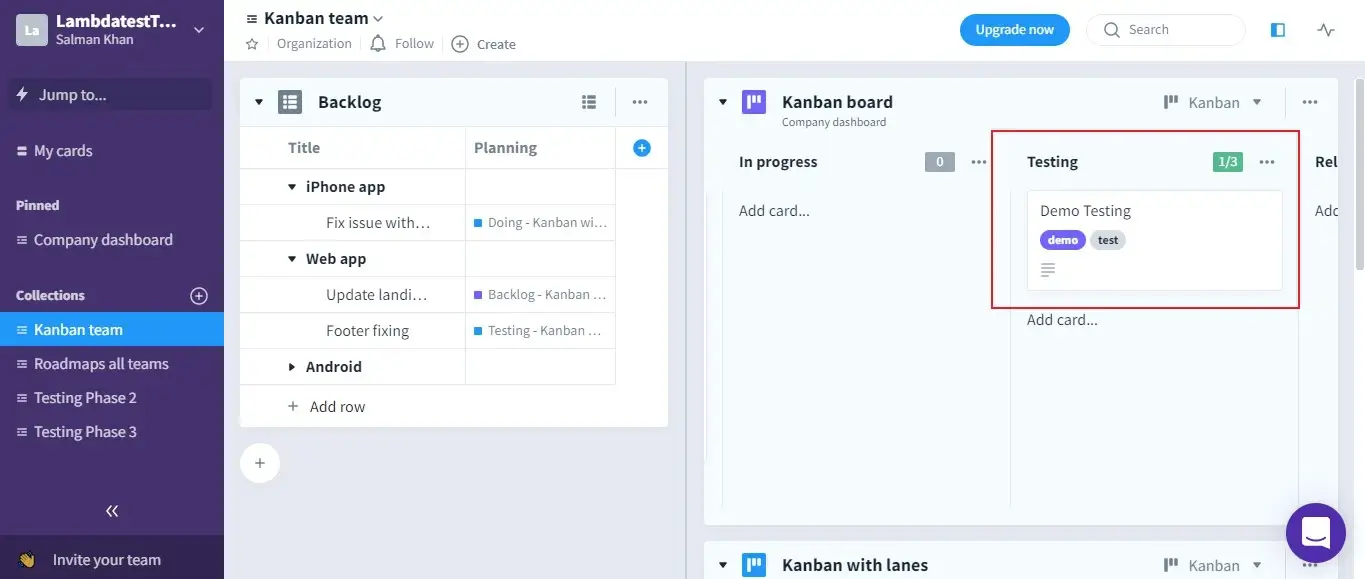 La
LambdatestT...
Salman Khan
Jump to...
My cards
Pinned
Company dashboard
Collections
Kanban team
Roadmaps all teams
Testing Phase 2
Testing Phase 3
Invite your team
Kanban team
Organization
Follow
Create
Upgrade now
Search
Backlog
Title Planning
iPhone app
Fix issue with... Doing - Kanban wi...
Web app
Update landi... Backlog - Kanban ...
Footer fixing Testing - Kanban ...
Android
Add row
Kanban board
Company dashboard
Kanban
In progress 0
Add card...
Testing 1/3
Demo Testing
demo test
Add card...
Rel
Add
Kanban with lanes
Kanban